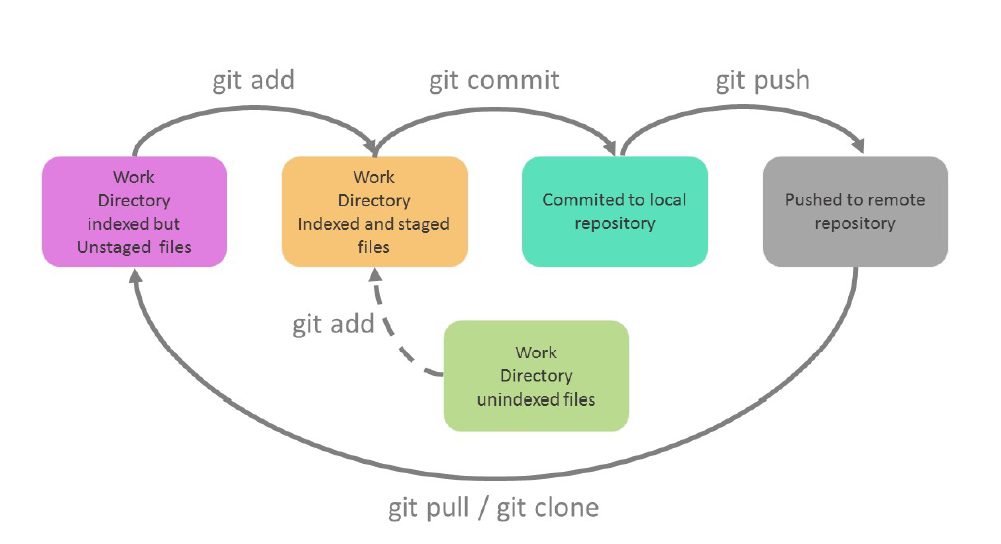 git add
git commit
git push
Work
Directory
indexed but
Unstaged files
Work
Directory
Indexed and staged
files
Commited to local
repository
Pushed to remote
repository
git add
Work
Directory
unindexed files
git pull / git clone